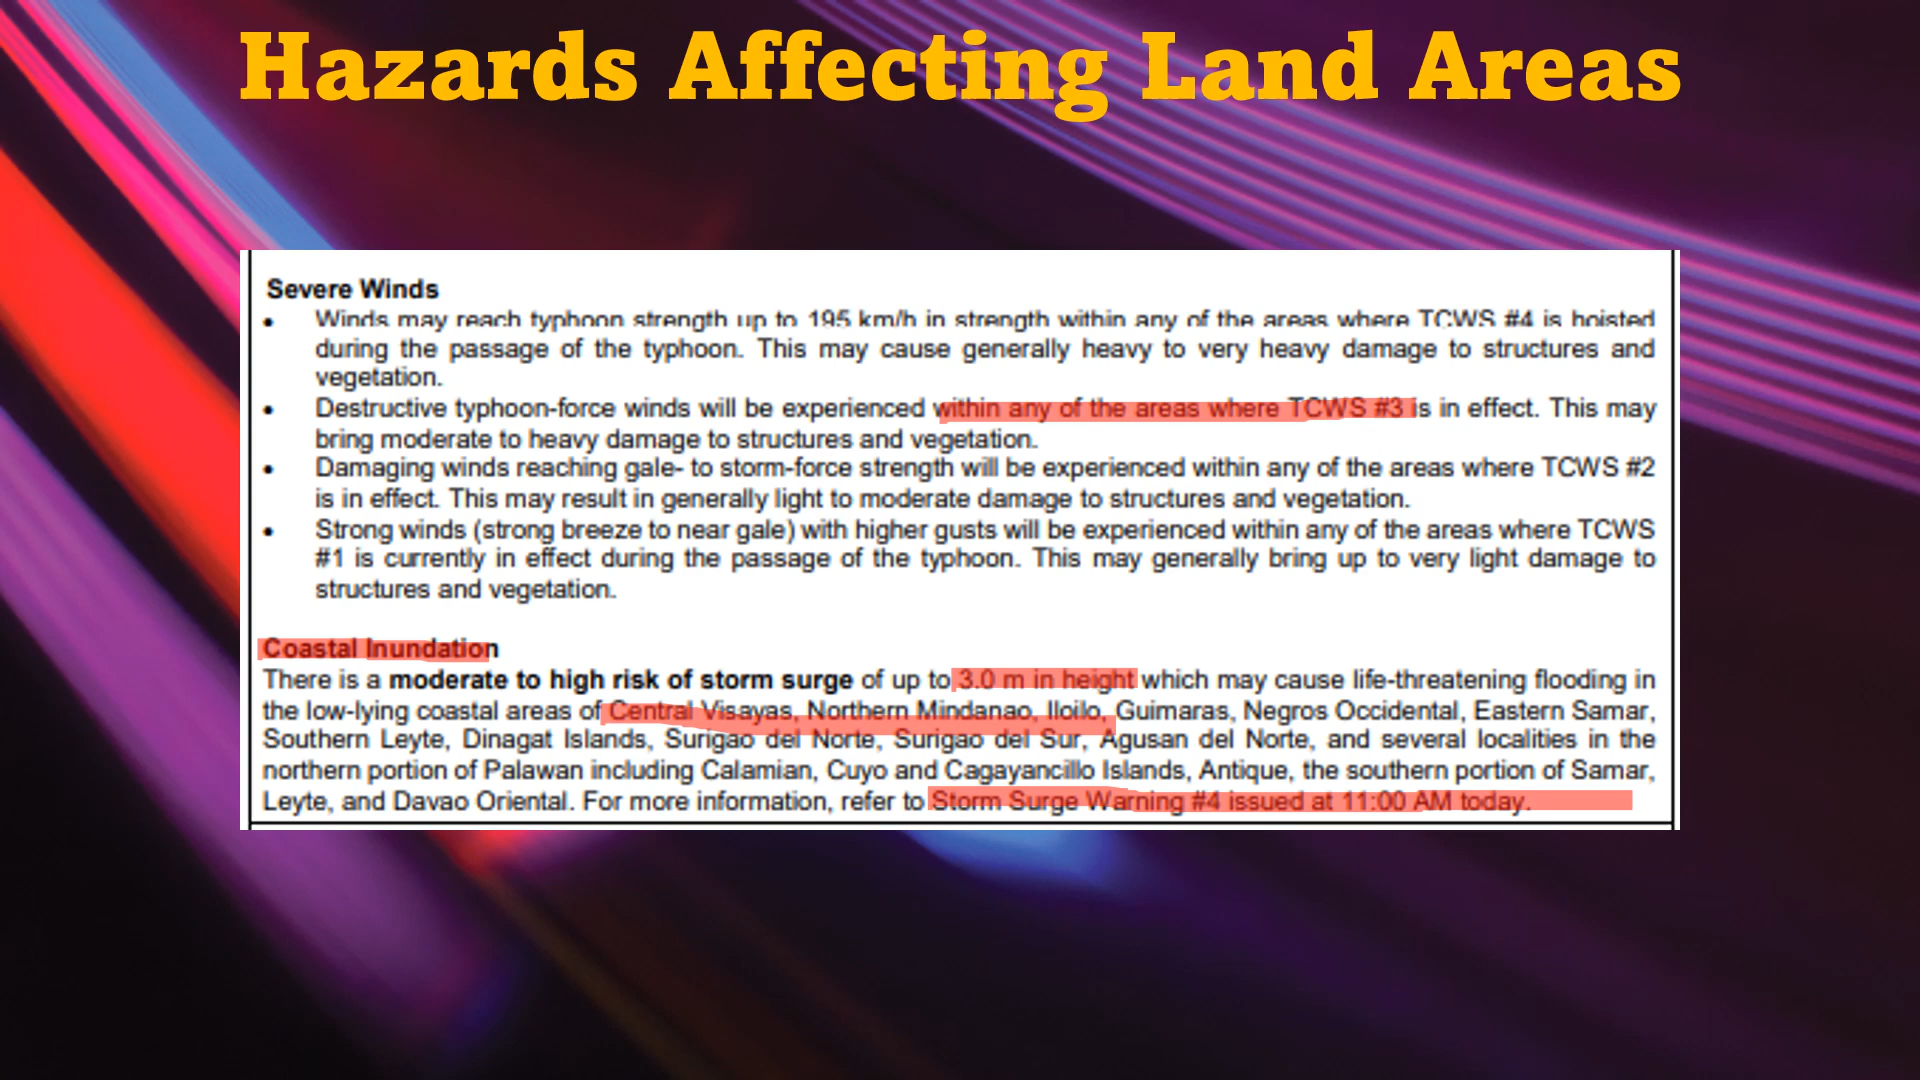 Hazards Affecting Land Areas
Severe Winds
• Winds may reach typhoon strength up to 195 km/h in strength within any of the areas where TCWS #4 is hoisted
during the passage of the typhoon. This may cause generally heavy to very heavy damage to structures and
vegetation.
• Destructive typhoon-force winds will be experienced within any of the areas where TCWS #3 is in effect. This may
bring moderate to heavy damage to structures and vegetation.
• Damaging winds reaching gale- to storm-force strength will be experienced within any of the areas where TCWS #2
is in effect. This may result in generally light to moderate damage to structures and vegetation.
• Strong winds (strong breeze to near gale) with higher gusts will be experienced within any of the areas where TCWS
#1 is currently in effect during the passage of the typhoon. This may generally bring up to very light damage to
structures and vegetation.
Coastal Inundation
There is a moderate to high risk of storm surge of up to 3.0 m in height which may cause life-threatening flooding in
the low-lying coastal areas of Central Visayas, Northern Mindanao, Iloilo, Guimaras, Negros Occidental, Eastern Samar,
Southern Leyte, Dinagat Islands, Surigao del Norte, Surigao del Sur, Agusan del Norte, and several localities in the
northern portion of Palawan including Calamian, Cuyo and Cagayancillo Islands, Antique, the southern portion of Samar,
Leyte, and Davao Oriental. For more information, refer to Storm Surge Warning #4 issued at 11:00 AM today.